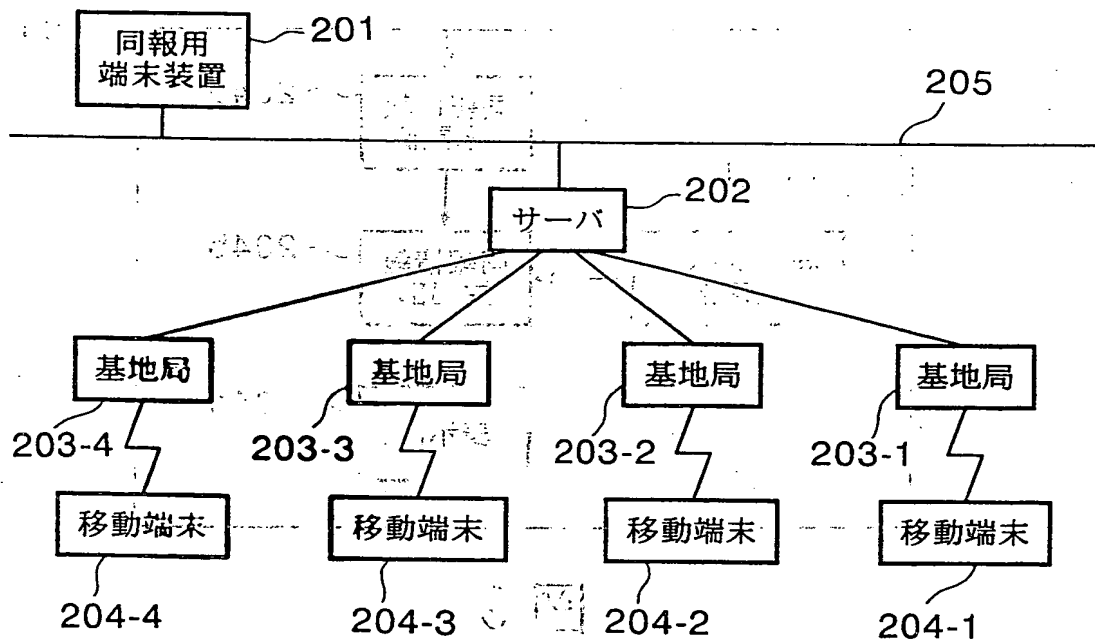 同報用
端末装置
201
205
サーバ
202
基地局
基地局
基地局
基地局
203-4
203-3
203-2
203-1
移動端末
移動端末
移動端末
移動端末
204-4
204-3
204-2
204-1